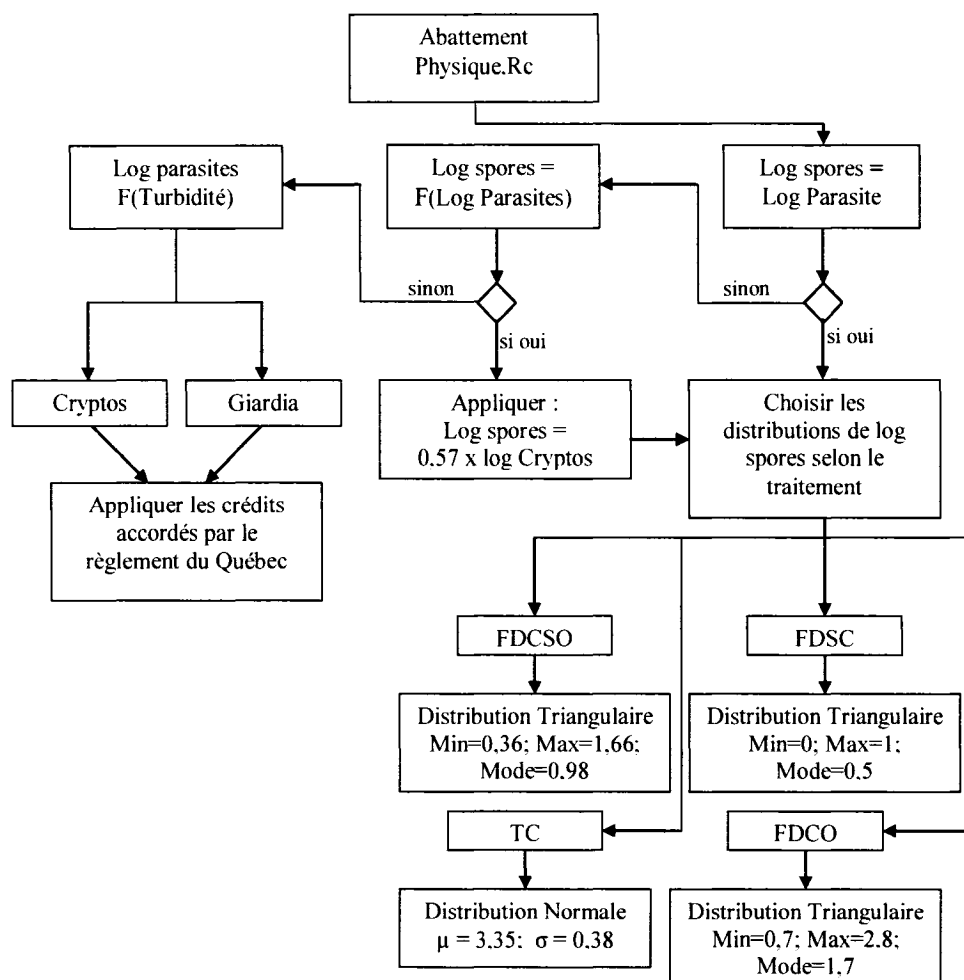 Abattement
Physique.Rc
Log parasites
F(Turbidité)
Log spores =
F(Log Parasites)
Log spores =
Log Parasite
sinon
sinon
si oui
si oui
Cryptos
Giardia
Appliquer :
Log spores =
0.57 x log Cryptos
Choisir les
distributions de log
spores selon le
traitement
Appliquer les crédits
accordés par le
règlement du Québec
FDCSO
FDSC
Distribution Triangulaire
Min=0,36; Max=1,66;
Mode=0,98
Distribution Triangulaire
Min=0; Max=1;
Mode=0.5
TC
FDCO
Distribution Normale
µ = 3,35; σ = 0,38
Distribution Triangulaire
Min=0,7; Max=2.8;
Mode=1,7